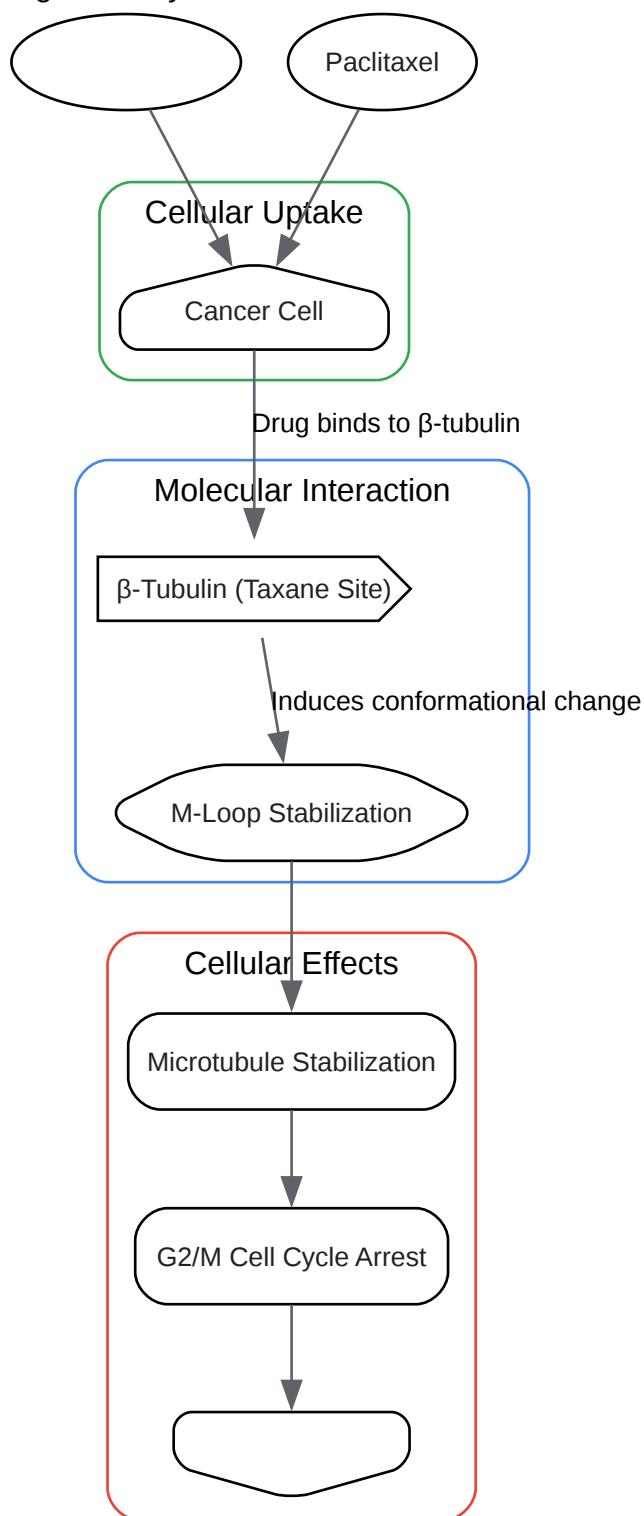 Paclitaxel
Cellular Uptake
Cancer Cell
Drug binds to β-tubulin
Molecular Interaction
β-Tubulin (Taxane Site)
Induces conformational change
M-Loop Stabilization
Cellular Effects
Microtubule Stabilization
G2/M Cell Cycle Arrest